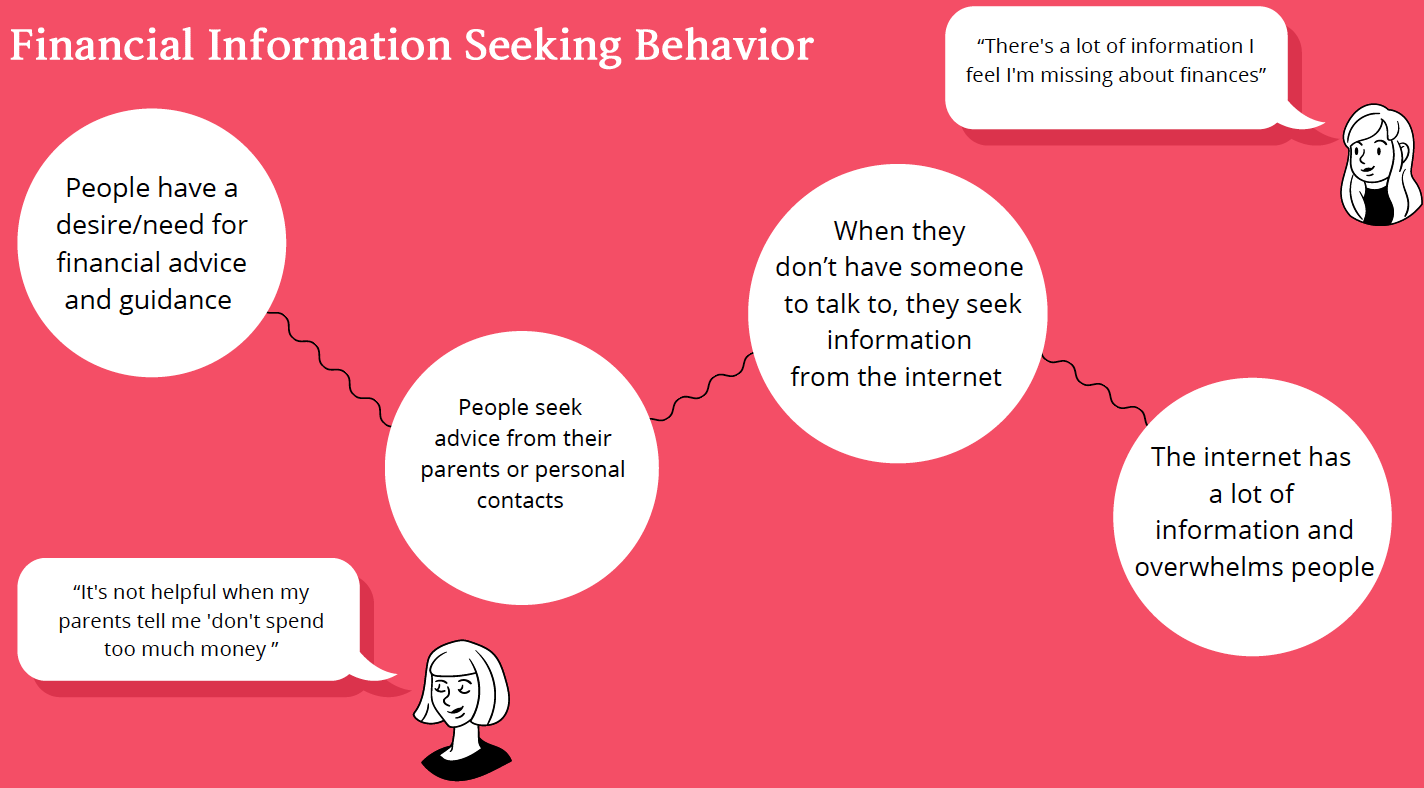 Financial Information Seeking Behavior
“There's a lot of information I
feel I'm missing about finances”
People have a
desire/need for
financial advice
and guidance
People seek
advice from their
parents or personal
contacts
When they
don’t have someone
to talk to, they seek
information
from the internet
The internet has
a lot of
information and
overwhelms people
“It's not helpful when my
parents tell me 'don't spend
too much money ”